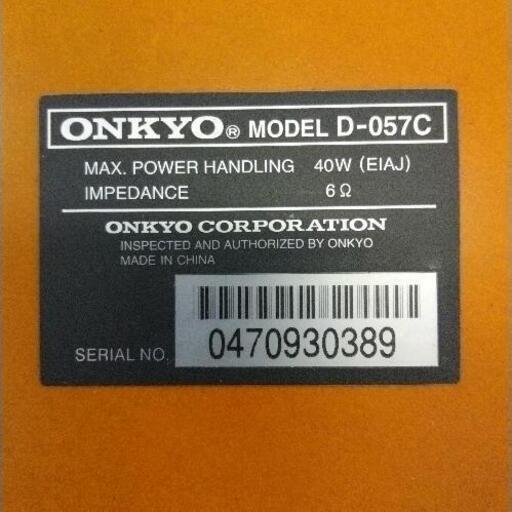 ONKYO® MODEL D-057C
MAX. POWER HANDLING 40W (EIAJ)
IMPEDANCE 6 Ω
ONKYO CORPORATION
INSPECTED AND AUTHORIZED BY ONKYO
MADE IN CHINA
SERIAL NO. 0470930389